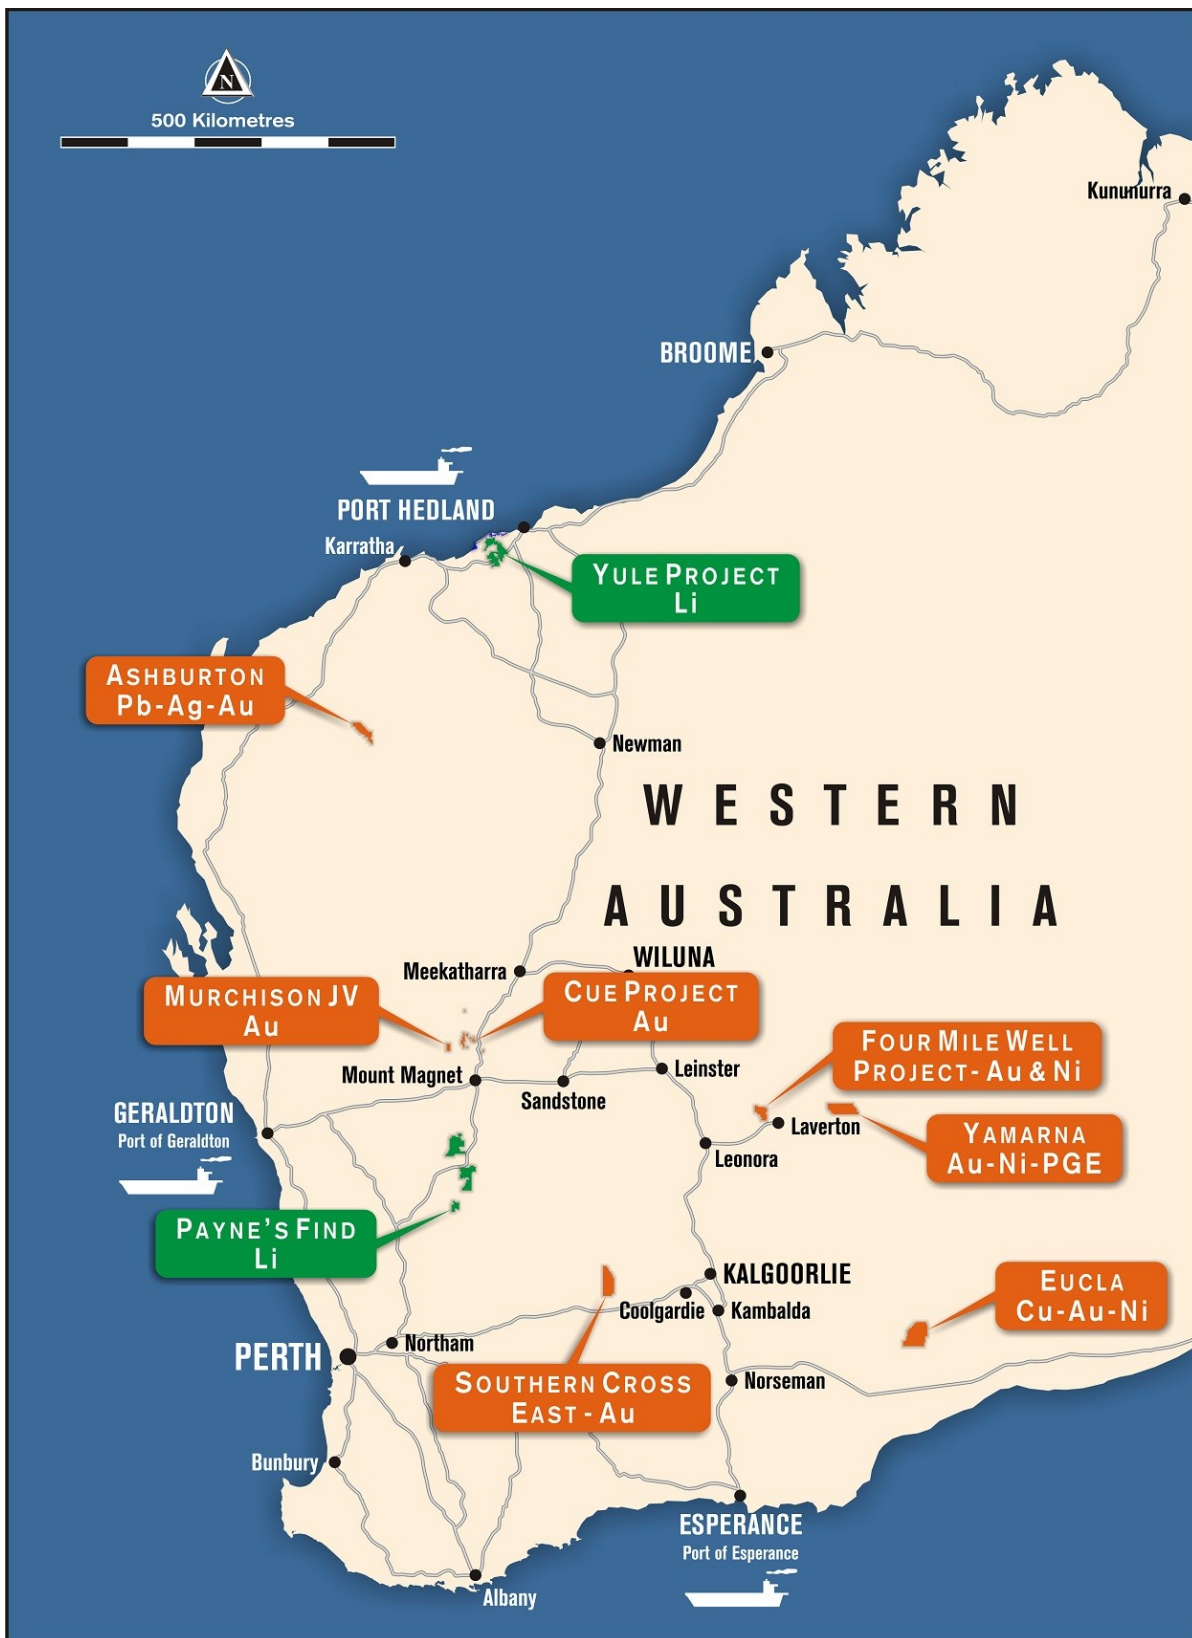 N
500 Kilometres
Kununurra
BROOME
PORT HEDLAND
Karratha
YULE PROJECT
Li
ASHBURTON
Pb-Ag-Au
Newman
WESTERN
AUSTRALIA
WILUNA
Meekatharra
MURCHISON JV
Au
CUE PROJECT
Au
FOUR MILE WELL
PROJECT - Au & Ni
Mount Magnet
Leinster
Sandstone
GERALDTON
Port of Geraldton
Laverton
Leonora
YAMARNA
Au-Ni-PGE
PAYNE'S FIND
Li
KALGOORLIE
Coolgardie
Kambalda
EUCLA
Cu-Au-Ni
Northam
PERTH
SOUTHERN CROSS
EAST - Au
Norseman
Bunbury
ESPERANCE
Port of Esperance
Albany